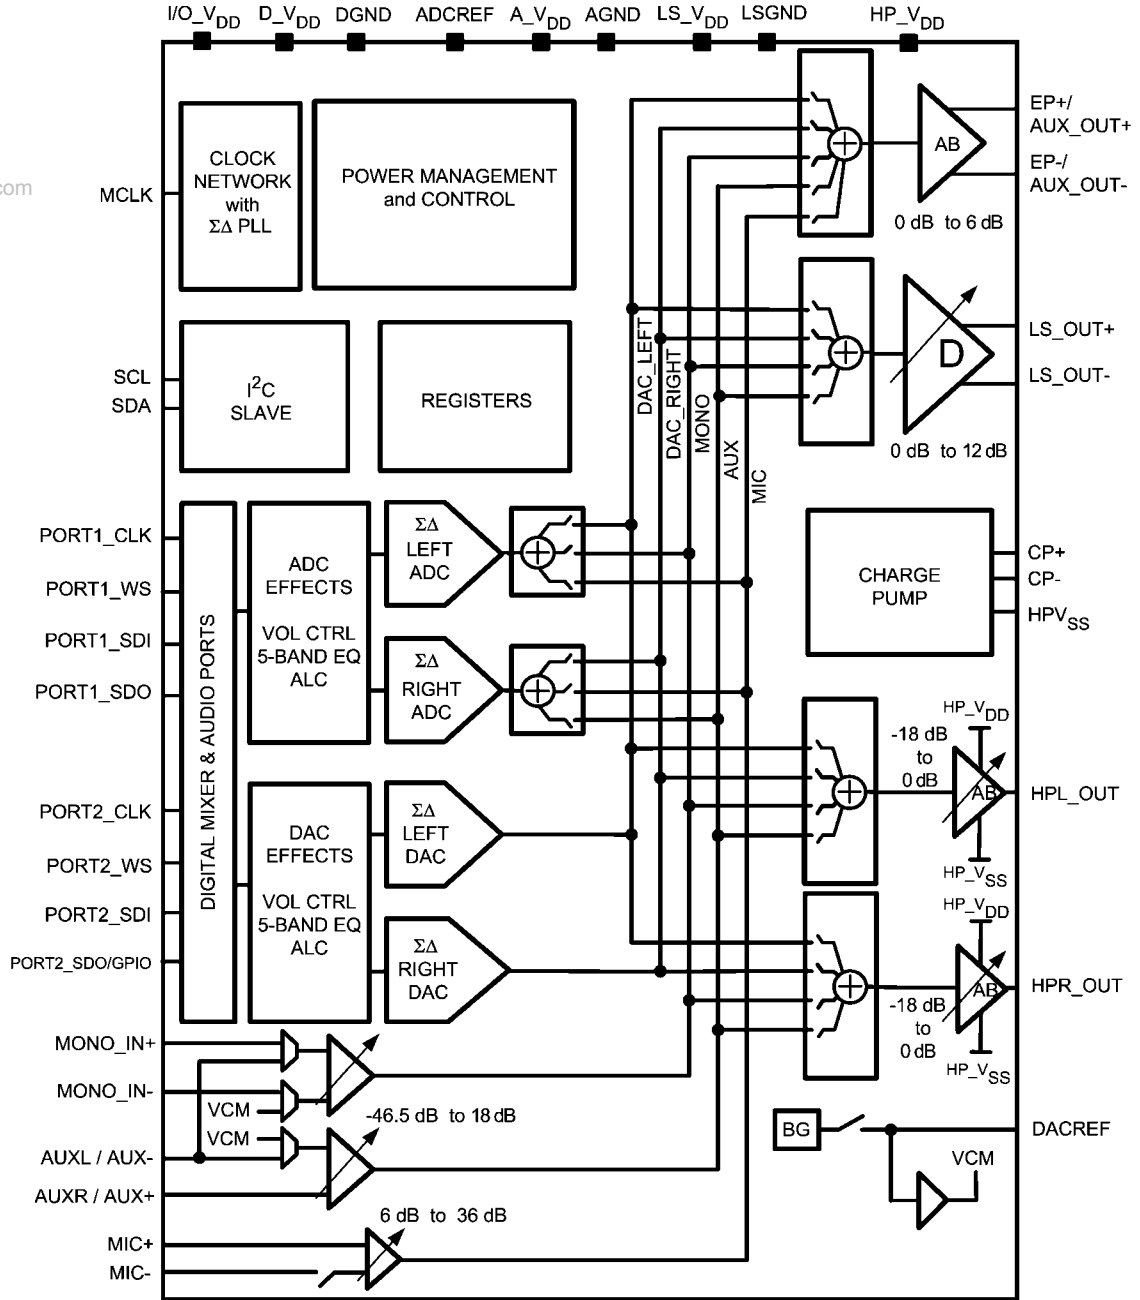 I/O_VDD D_VDD DGND ADCREF A_VDD AGND LS_VDD LSGND HP_VDD
com
MCLK
CLOCK
NETWORK
with
ΣΔ PLL
POWER MANAGEMENT
and CONTROL
AB
0 dB to 6 dB
EP+/
AUX_OUT+
EP-/
AUX_OUT-
SCL
SDA
I2C
SLAVE
REGISTERS
DAC_LEFT
DAC_RIGHT
MONO
AUX
MIC
D
0 dB to 12 dB
LS_OUT+
LS_OUT-
PORT1_CLK
PORT1_WS
PORT1_SDI
PORT1_SDO
PORT2_CLK
PORT2_WS
PORT2_SDI
PORT2_SDO/GPIO
DIGITAL MIXER & AUDIO PORTS
ADC
EFFECTS
VOL CTRL
5-BAND EQ
ALC
ΣΔ
LEFT
ADC
ΣΔ
RIGHT
ADC
CHARGE
PUMP
CP+
CP-
HPVSS
DAC
EFFECTS
VOL CTRL
5-BAND EQ
ALC
ΣΔ
LEFT
DAC
ΣΔ
RIGHT
DAC
-18 dB
to
0 dB
HP_VDD
AB
HP_VSS
HPL_OUT
-18 dB
to
0 dB
HP_VDD
AB
HP_VSS
HPR_OUT
MONO_IN+
MONO_IN-
VCM
VCM
-46.5 dB to 18 dB
AUXL / AUX-
AUXR / AUX+
6 dB to 36 dB
MIC+
MIC-
BG
DACREF
VCM